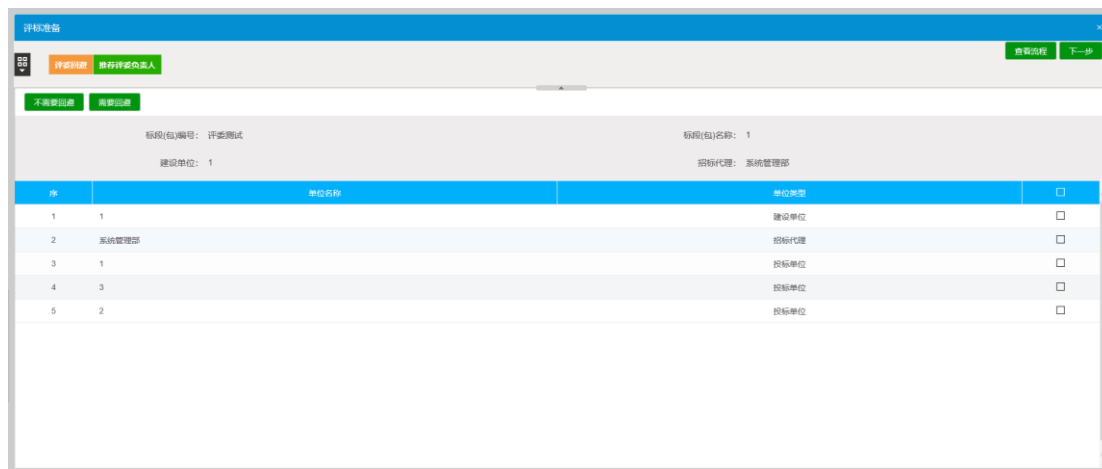 评标准备 ×
查看流程 下一步
评委回避 推荐评委负责人
不需要回避 需要回避
标段(包)编号： 评委测试 标段(包)名称： 1
建设单位： 1 招标代理： 系统管理部
序 单位名称 单位类型
1 1 建设单位
2 系统管理部 招标代理
3 1 投标单位
4 3 投标单位
5 2 投标单位